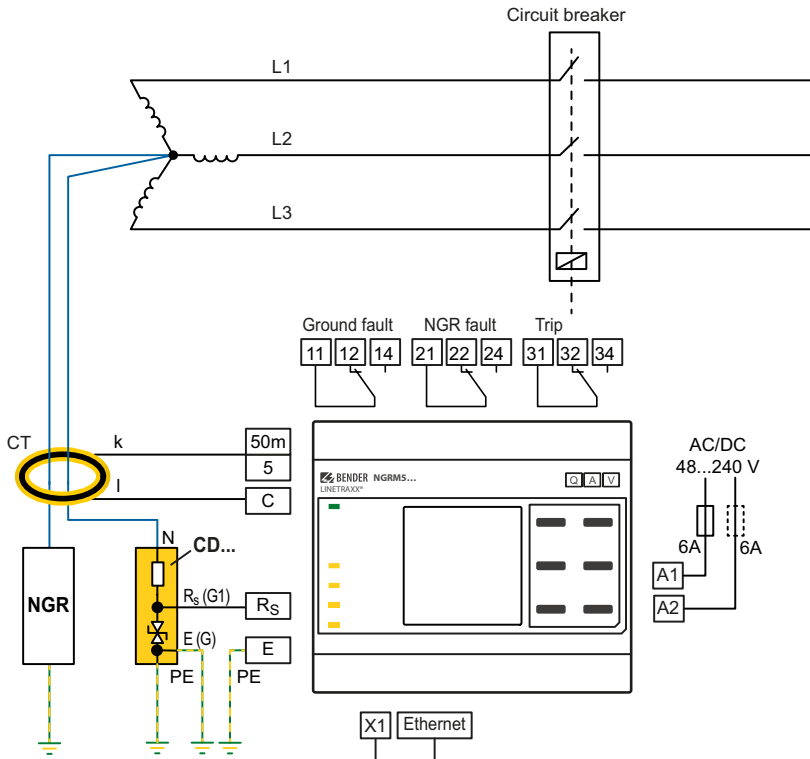 Circuit breaker
L1
L2
L3
Ground fault NGR fault Trip
11 12 14 21 22 24 31 32 34
CT
k
50m
5
l
C
BENDER NGRM5...
LINETRAXX®
Q A V
AC/DC
48...240 V
6A 6A
A1
A2
N
CD...
NGR
RS (G1)
RS
E (G)
E
PE PE
X1 Ethernet